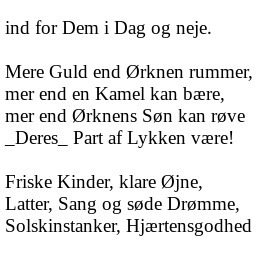 ind for Dem i Dag og neje.
Mere Guld end Ørknen rummer,
mer end en Kamel kan bære,
mer end Ørknens Søn kan røve
_Deres_ Part af Lykken være!
Friske Kinder, klare Øjne,
Latter, Sang og søde Drømme,
Solskinstanker, Hjærtensgodhed